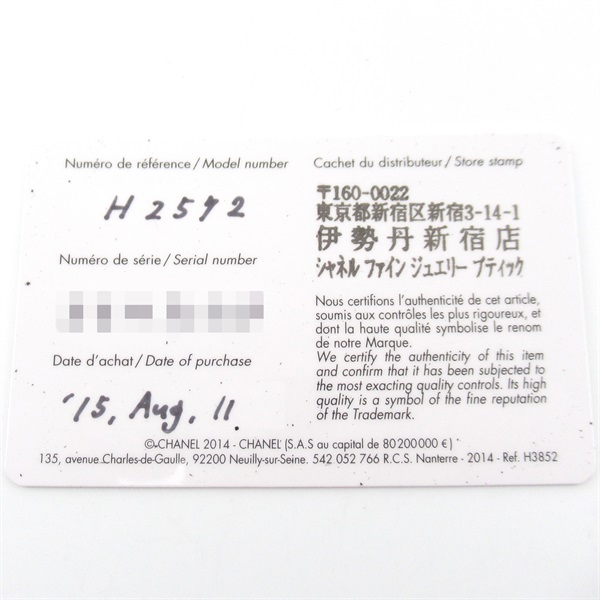 Numéro de référence / Model number
H2572
Numéro de série / Serial number
Date d'achat / Date of purchase
'15, Aug, 11.
Cachet du distributeur / Store stamp
〒160-0022
東京都新宿区新宿3-14-1
伊勢丹新宿店
シャネル ファイン ジュエリー ブティック
Nous certifions l'authenticité de cet article,
soumis aux contrôles les plus rigoureux, et
dont la haute qualité symbolise le renom
de notre Marque.
We certify the authenticity of this item
and confirm that it has been subjected to
the most exacting quality controls. Its high
quality is a symbol of the fine reputation
of the Trademark.
©CHANEL 2014 - CHANEL (S.A.S au capital de 80200000 €)
135, avenue Charles-de-Gaulle, 92200 Neuilly-sur-Seine. 542 052 766 R.C.S. Nanterre - 2014 - Ref. H3852